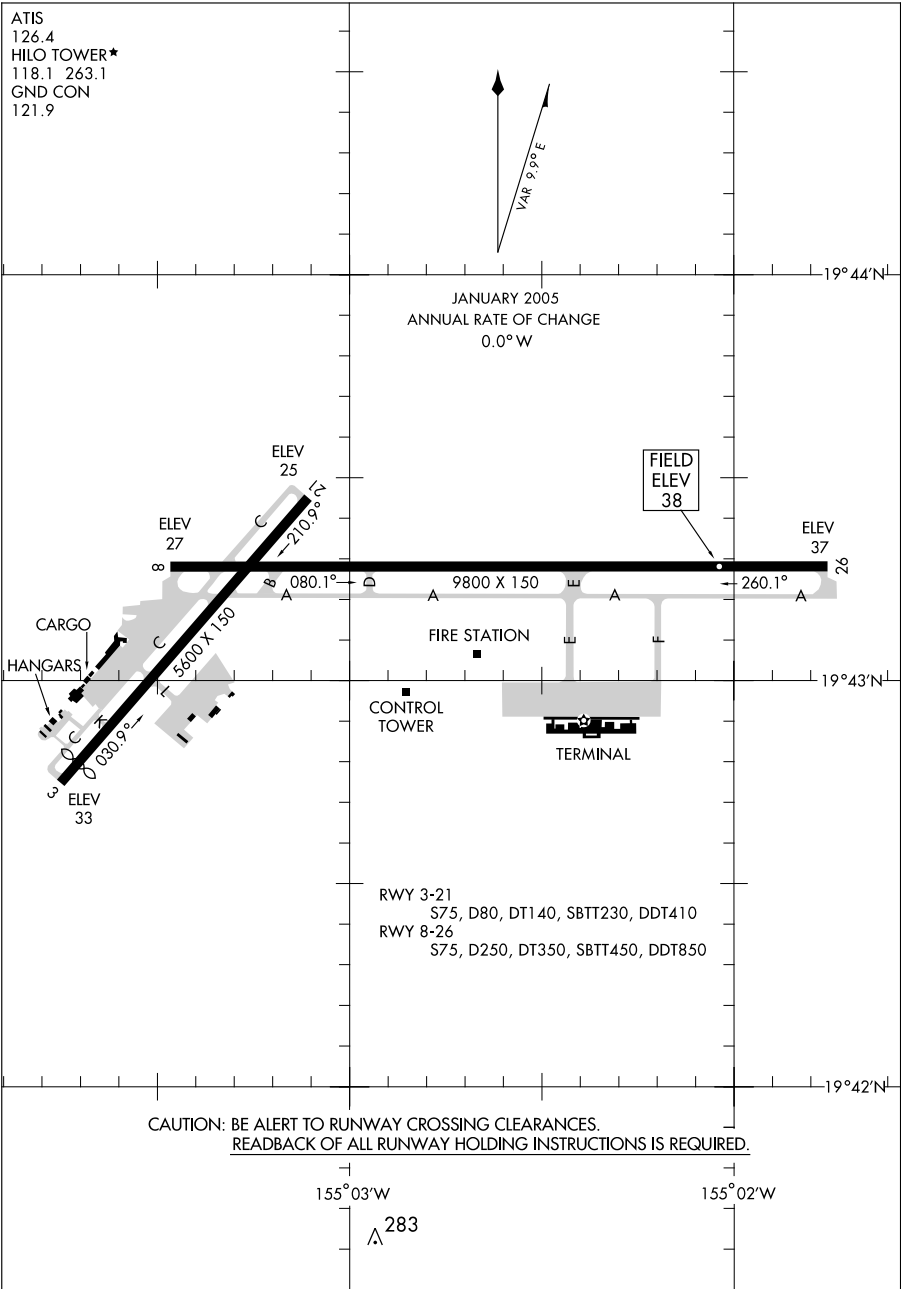 ATIS
126.4
HILO TOWER★
118.1 263.1
GND CON
121.9
VAR 9.9° E
19°44'N
JANUARY 2005
ANNUAL RATE OF CHANGE
0.0° W
ELEV
25
21
FIELD
ELEV
38
ELEV
27
ELEV
37
8
26
C
210.9°
B
080.1°
D
9800 X 150
E
260.1°
A
A
A
A
CARGO
HANGARS
C
5600 X 150
L
K
C
030.9°
3
ELEV
33
FIRE STATION
E
F
19°43'N
CONTROL
TOWER
TERMINAL
RWY 3-21
S75, D80, DT140, SBTT230, DDT410
RWY 8-26
S75, D250, DT350, SBTT450, DDT850
19°42'N
CAUTION: BE ALERT TO RUNWAY CROSSING CLEARANCES.
READBACK OF ALL RUNWAY HOLDING INSTRUCTIONS IS REQUIRED.
155°03'W
155°02'W
283